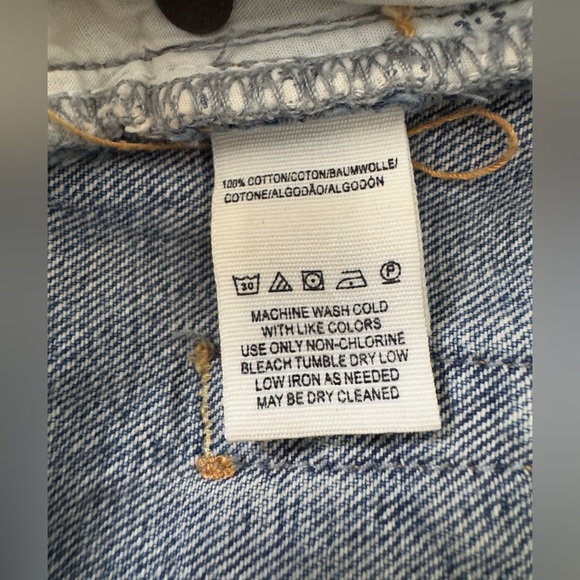 100% COTTON/COTON/BAUMWOLLE/
COTONE/ALGODÃO/ALGODÓN
30 P
MACHINE WASH COLD
WITH LIKE COLORS
USE ONLY NON-CHLORINE
BLEACH TUMBLE DRY LOW
LOW IRON AS NEEDED
MAY BE DRY CLEANED